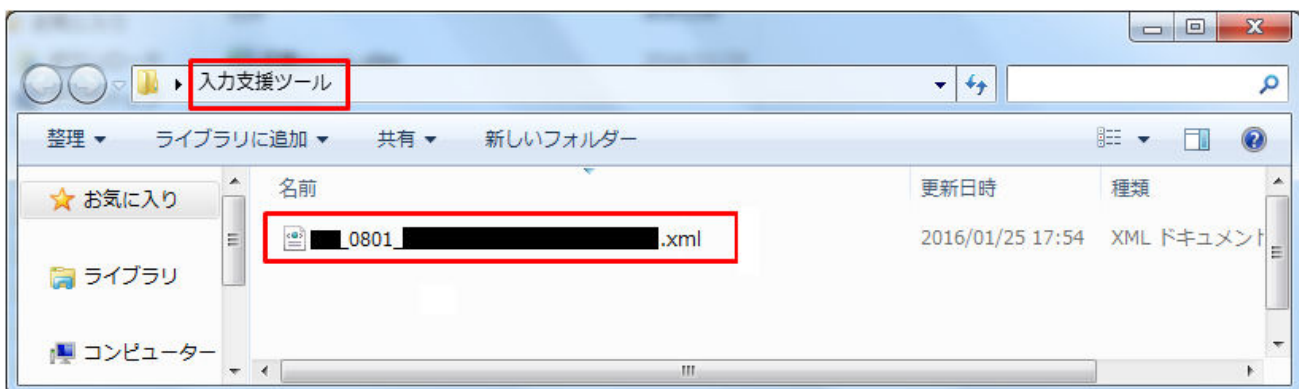 入力支援ツール
整理 ライブラリに追加 共有 新しいフォルダー
お気に入り
名前 更新日時 種類
_0801_ .xml 2016/01/25 17:54 XML ドキュメント
ライブラリ
コンピューター